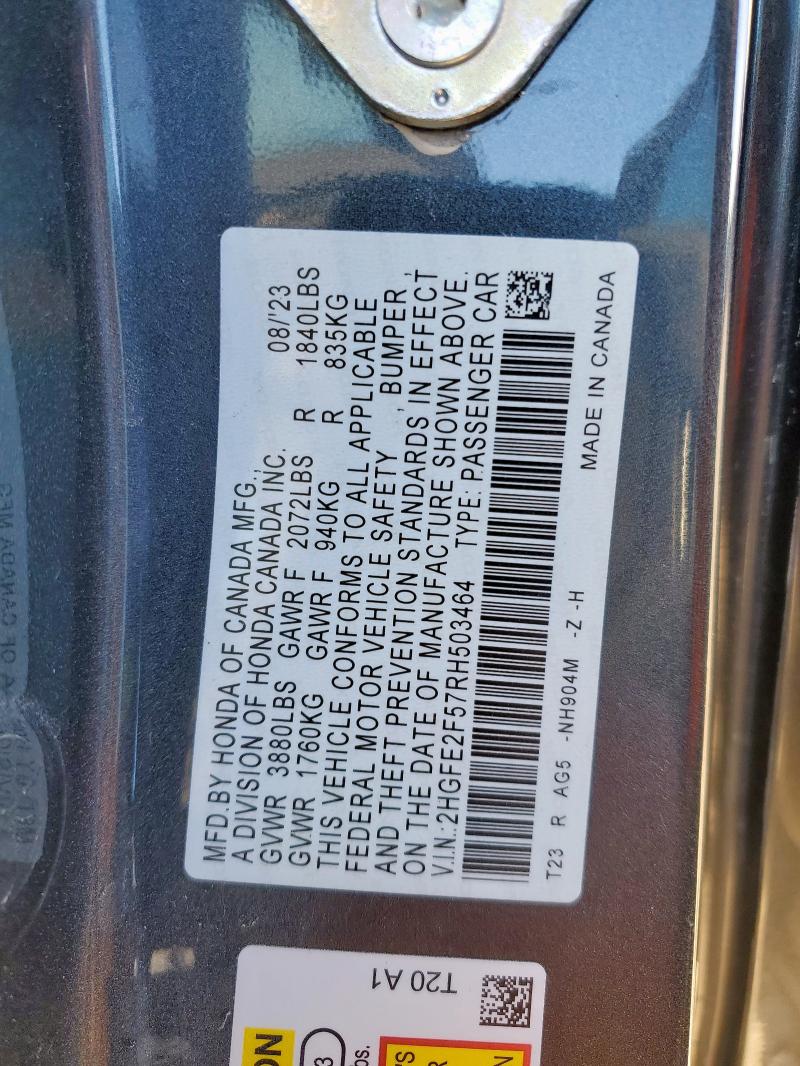 MFD.BY HONDA OF CANADA MFG.,
A DIVISION OF HONDA CANADA INC. 08/'23
GVWR 3880LBS GAWR F 2072LBS R 1840LBS
GVWR 1760KG GAWR F 940KG R 835KG
THIS VEHICLE CONFORMS TO ALL APPLICABLE
FEDERAL MOTOR VEHICLE SAFETY, BUMPER,
AND THEFT PREVENTION STANDARDS IN EFFECT
ON THE DATE OF MANUFACTURE SHOWN ABOVE.
V.I.N.:2HGFE2F57RH503464 TYPE: PASSENGER CAR
T23 R AG5 -NH904M -Z -H MADE IN CANADA
T20 A1